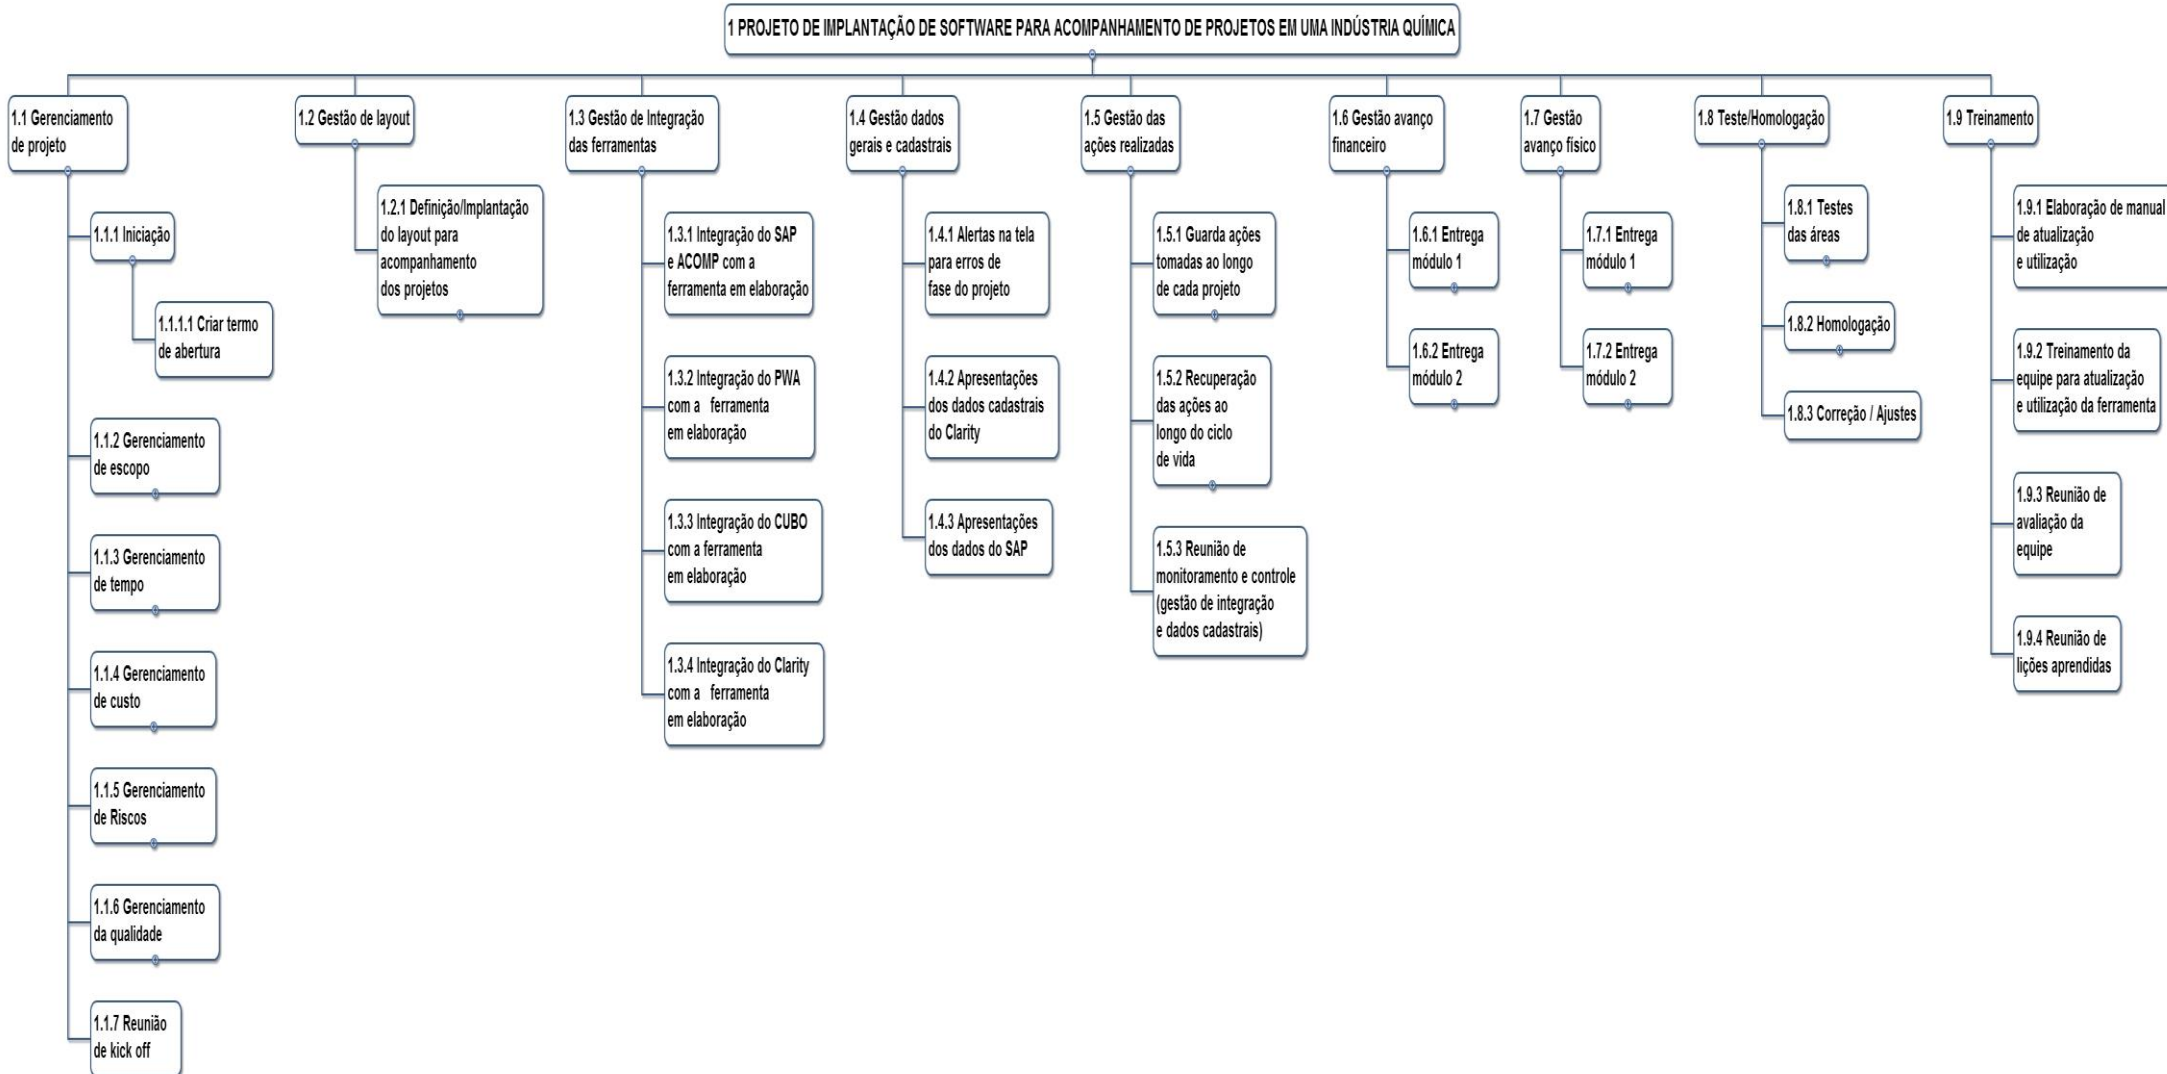 1 PROJETO DE IMPLANTAÇÃO DE SOFTWARE PARA ACOMPANHAMENTO DE PROJETOS EM UMA INDÚSTRIA QUÍMICA
1.1 Gerenciamento
de projeto
1.1.1 Iniciação
1.1.1.1 Criar termo
de abertura
1.1.2 Gerenciamento
de escopo
1.1.3 Gerenciamento
de tempo
1.1.4 Gerenciamento
de custo
1.1.5 Gerenciamento
de Riscos
1.1.6 Gerenciamento
da qualidade
1.1.7 Reunião
de kick off
1.2 Gestão de layout
1.2.1 Definição/Implantação
do layout para
acompanhamento
dos projetos
1.3 Gestão de Integração
das ferramentas
1.3.1 Integração do SAP
e ACOMP com a
ferramenta em elaboração
1.3.2 Integração do PWA
com a ferramenta
em elaboração
1.3.3 Integração do CUBO
com a ferramenta
em elaboração
1.3.4 Integração do Clarity
com a ferramenta
em elaboração
1.4 Gestão dados
gerais e cadastrais
1.4.1 Alertas na tela
para erros de
fase do projeto
1.4.2 Apresentações
dos dados cadastrais
do Clarity
1.4.3 Apresentações
dos dados do SAP
1.5 Gestão das
ações realizadas
1.5.1 Guarda ações
tomadas ao longo
de cada projeto
1.5.2 Recuperação
das ações ao
longo do ciclo
de vida
1.5.3 Reunião de
monitoramento e controle
(gestão de integração
e dados cadastrais)
1.6 Gestão avanço
financeiro
1.6.1 Entrega
módulo 1
1.6.2 Entrega
módulo 2
1.7 Gestão
avanço físico
1.7.1 Entrega
módulo 1
1.7.2 Entrega
módulo 2
1.8 Teste/Homologação
1.8.1 Testes
das áreas
1.8.2 Homologação
1.8.3 Correção / Ajustes
1.9 Treinamento
1.9.1 Elaboração de manual
de atualização
e utilização
1.9.2 Treinamento da
equipe para atualização
e utilização da ferramenta
1.9.3 Reunião de
avaliação da
equipe
1.9.4 Reunião de
lições aprendidas